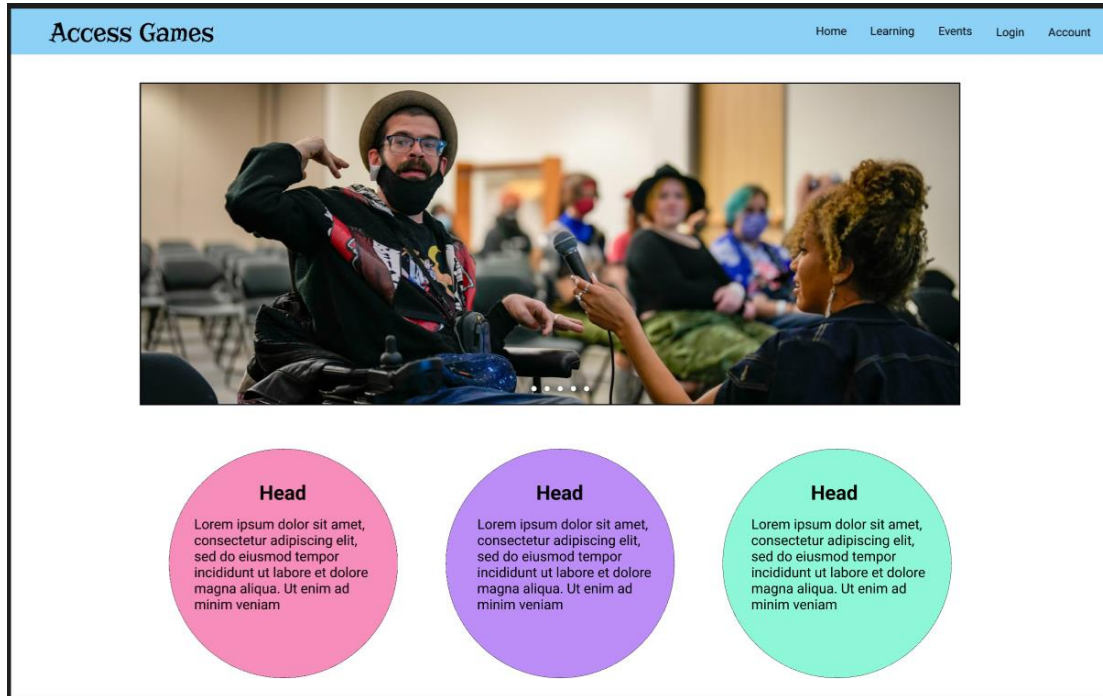 Access Games
Home Learning Events Login Account
Head
Lorem ipsum dolor sit amet,
consectetur adipiscing elit,
sed do eiusmod tempor
incididunt ut labore et dolore
magna aliqua. Ut enim ad
minim veniam
Head
Lorem ipsum dolor sit amet,
consectetur adipiscing elit,
sed do eiusmod tempor
incididunt ut labore et dolore
magna aliqua. Ut enim ad
minim veniam
Head
Lorem ipsum dolor sit amet,
consectetur adipiscing elit,
sed do eiusmod tempor
incididunt ut labore et dolore
magna aliqua. Ut enim ad
minim veniam